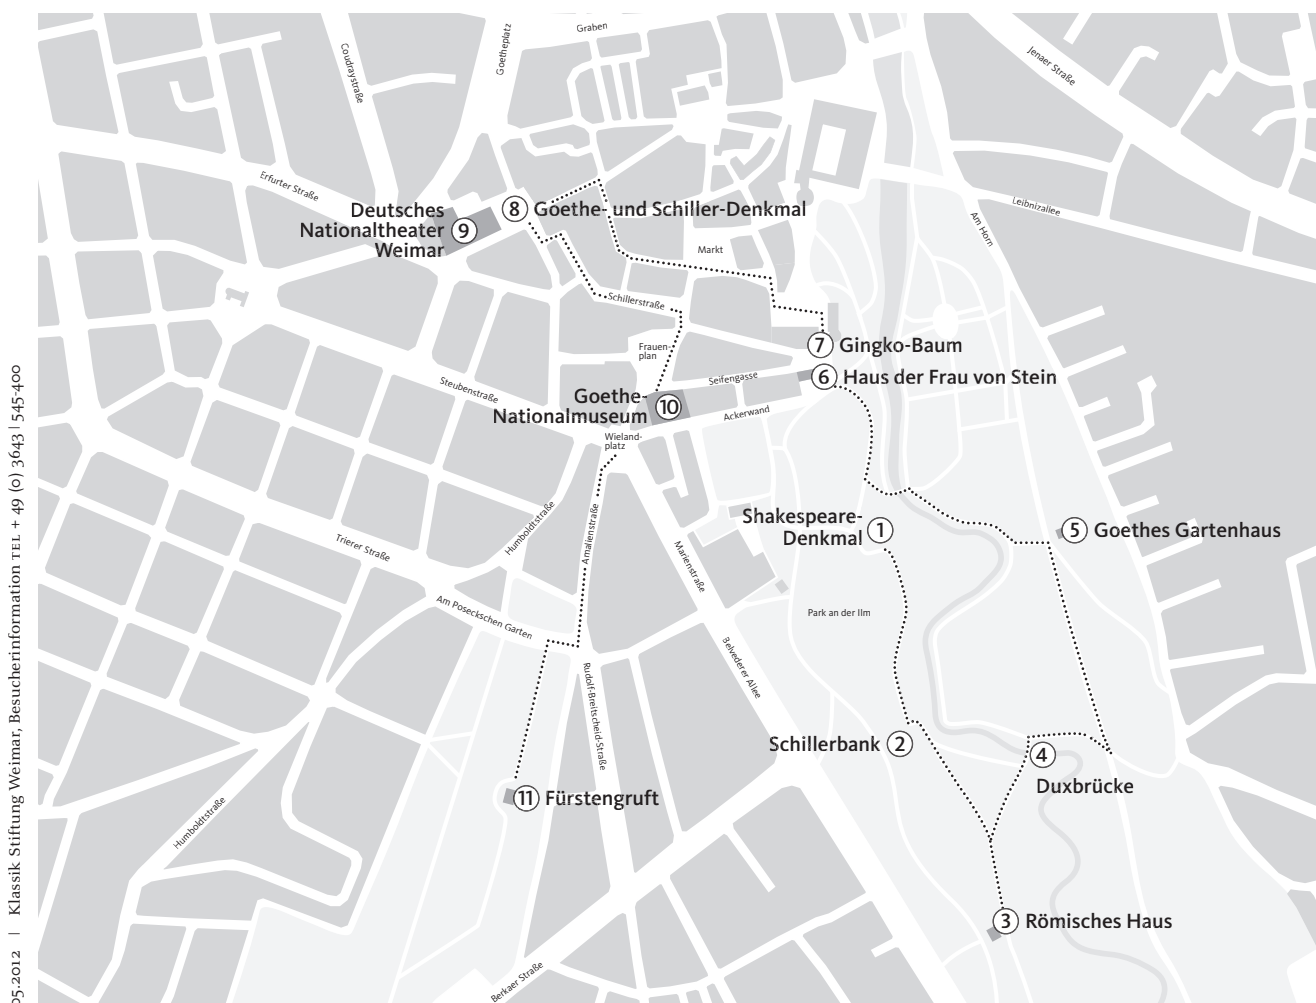 Graben
Goetheplatz
Coudraystraße
Jenaer Straße
Erfurter Straße
Leibnizallee
Am Horn
Deutsches
Nationaltheater
Weimar
9
8 Goethe- und Schiller-Denkmal
Markt
Schillerstraße
Frauen-
plan
7 Gingko-Baum
6 Haus der Frau von Stein
Seifengasse
Steubenstraße
Goethe-
Nationalmuseum
10
Ackerwand
Wieland-
platz
Humboldtstraße
Amalienstraße
Shakespeare-
Denkmal
1
5 Goethes Gartenhaus
Trierer Straße
Marienstraße
Am Poseckschen Garten
Park an der Ilm
Belvederer Allee
Rudolf-Breitscheid-Straße
Schillerbank 2
4
Duxbrücke
11 Fürstengruft
Humboldtstraße
3 Römisches Haus
Berkaer Straße
05.2012 | Klassik Stiftung Weimar, Besucherinformation TEL + 49 (0) 3643 | 545-400